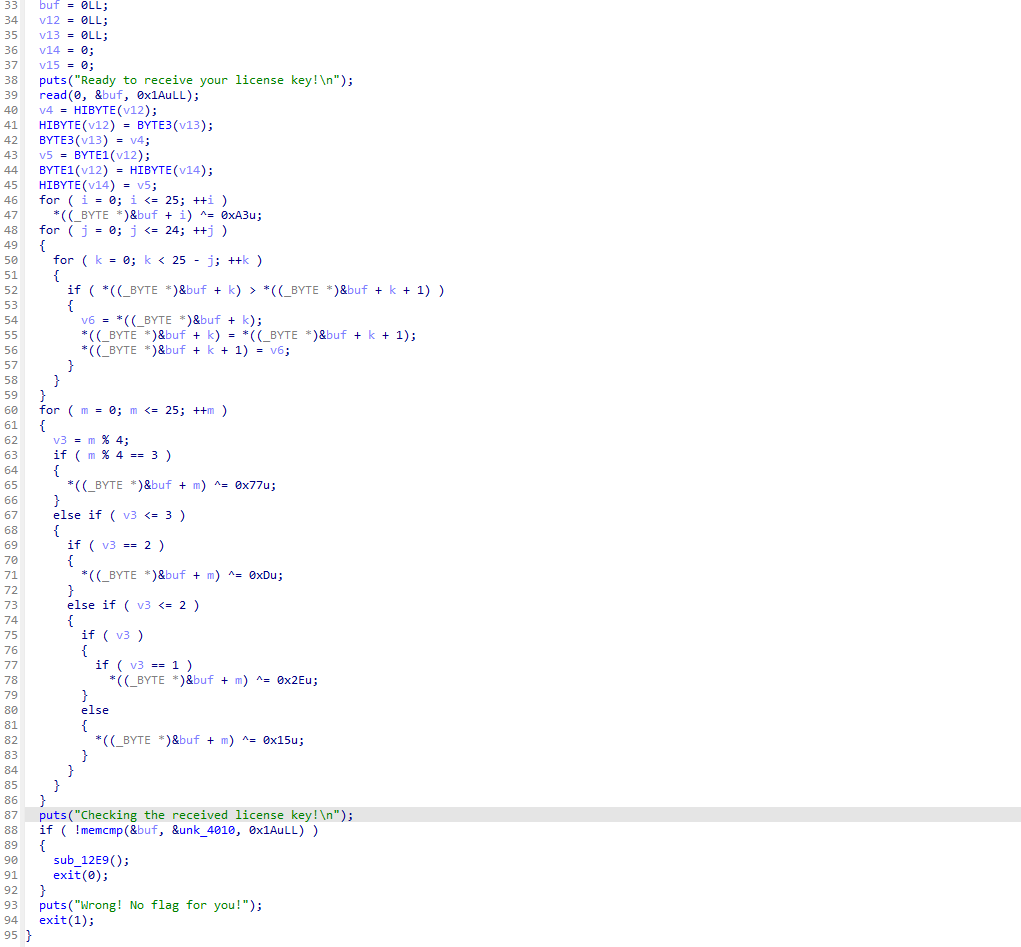 33 buf = 0LL;
34 v12 = 0LL;
35 v13 = 0LL;
36 v14 = 0;
37 v15 = 0;
38 puts("Ready to receive your license key!\n");
39 read(0, &buf, 0x1AuLL);
40 v4 = HIBYTE(v12);
41 HIBYTE(v12) = BYTE3(v13);
42 BYTE3(v13) = v4;
43 v5 = BYTE1(v12);
44 BYTE1(v12) = HIBYTE(v14);
45 HIBYTE(v14) = v5;
46 for ( i = 0; i <= 25; ++i )
47 *((_BYTE *)&buf + i) ^= 0xA3u;
48 for ( j = 0; j <= 24; ++j )
49 {
50 for ( k = 0; k < 25 - j; ++k )
51 {
52 if ( *((_BYTE *)&buf + k) > *((_BYTE *)&buf + k + 1) )
53 {
54 v6 = *((_BYTE *)&buf + k);
55 *((_BYTE *)&buf + k) = *((_BYTE *)&buf + k + 1);
56 *((_BYTE *)&buf + k + 1) = v6;
57 }
58 }
59 }
60 for ( m = 0; m <= 25; ++m )
61 {
62 v3 = m % 4;
63 if ( m % 4 == 3 )
64 {
65 *((_BYTE *)&buf + m) ^= 0x77u;
66 }
67 else if ( v3 <= 3 )
68 {
69 if ( v3 == 2 )
70 {
71 *((_BYTE *)&buf + m) ^= 0xDu;
72 }
73 else if ( v3 <= 2 )
74 {
75 if ( v3 )
76 {
77 if ( v3 == 1 )
78 *((_BYTE *)&buf + m) ^= 0x2Eu;
79 }
80 else
81 {
82 *((_BYTE *)&buf + m) ^= 0x15u;
83 }
84 }
85 }
86 }
87 puts("Checking the received license key!\n");
88 if ( !memcmp(&buf, &unk_4010, 0x1AuLL) )
89 {
90 sub_12E9();
91 exit(0);
92 }
93 puts("Wrong! No flag for you!");
94 exit(1);
95 }